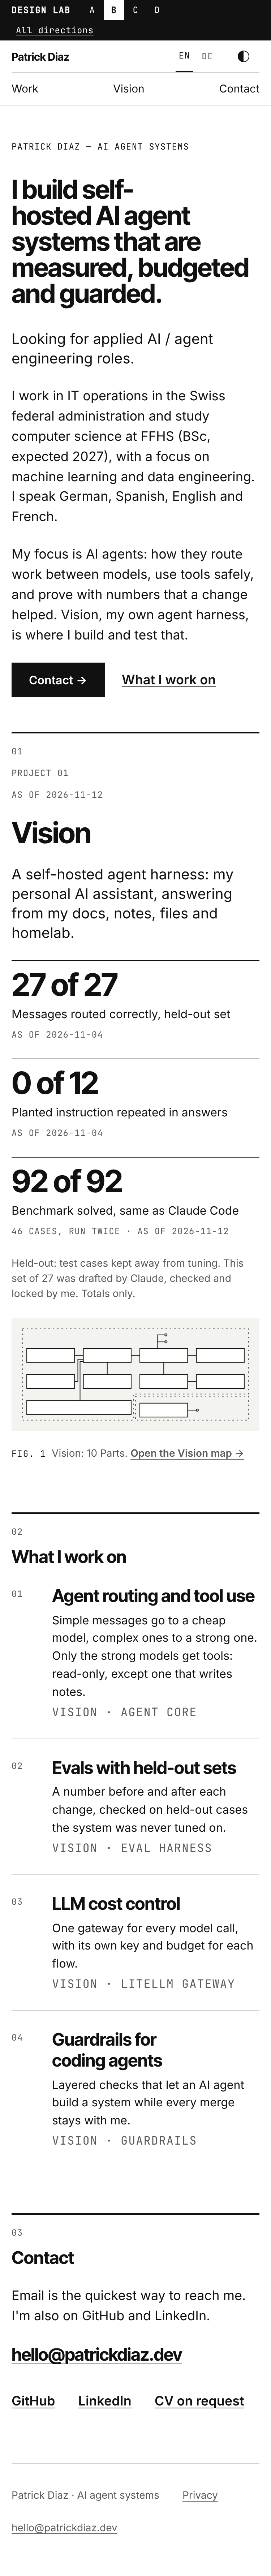 DESIGN LAB A B C D
All directions
Patrick Diaz EN DE
Work Vision Contact
PATRICK DIAZ — AI AGENT SYSTEMS
I build self-
hosted AI agent
systems that are
measured, budgeted
and guarded.
Looking for applied AI / agent
engineering roles.
I work in IT operations in the Swiss
federal administration and study
computer science at FFHS (BSc,
expected 2027), with a focus on
machine learning and data engineering.
I speak German, Spanish, English and
French.
My focus is AI agents: how they route
work between models, use tools safely,
and prove with numbers that a change
helped. Vision, my own agent harness,
is where I build and test that.
Contact → What I work on
01
PROJECT 01
AS OF 2026-11-12
Vision
A self-hosted agent harness: my
personal AI assistant, answering
from my docs, notes, files and
homelab.
27 of 27
Messages routed correctly, held-out set
AS OF 2026-11-04
0 of 12
Planted instruction repeated in answers
AS OF 2026-11-04
92 of 92
Benchmark solved, same as Claude Code
46 CASES, RUN TWICE · AS OF 2026-11-12
Held-out: test cases kept away from tuning. This
set of 27 was drafted by Claude, checked and
locked by me. Totals only.
FIG. 1 Vision: 10 Parts. Open the Vision map →
02
What I work on
01 Agent routing and tool use
Simple messages go to a cheap
model, complex ones to a strong one.
Only the strong models get tools:
read-only, except one that writes
notes.
VISION · AGENT CORE
02 Evals with held-out sets
A number before and after each
change, checked on held-out cases
the system was never tuned on.
VISION · EVAL HARNESS
03 LLM cost control
One gateway for every model call,
with its own key and budget for each
flow.
VISION · LITELLM GATEWAY
04 Guardrails for
coding agents
Layered checks that let an AI agent
build a system while every merge
stays with me.
VISION · GUARDRAILS
03
Contact
Email is the quickest way to reach me.
I'm also on GitHub and LinkedIn.
hello@patrickdiaz.dev
GitHub LinkedIn CV on request
Patrick Diaz · AI agent systems Privacy
hello@patrickdiaz.dev